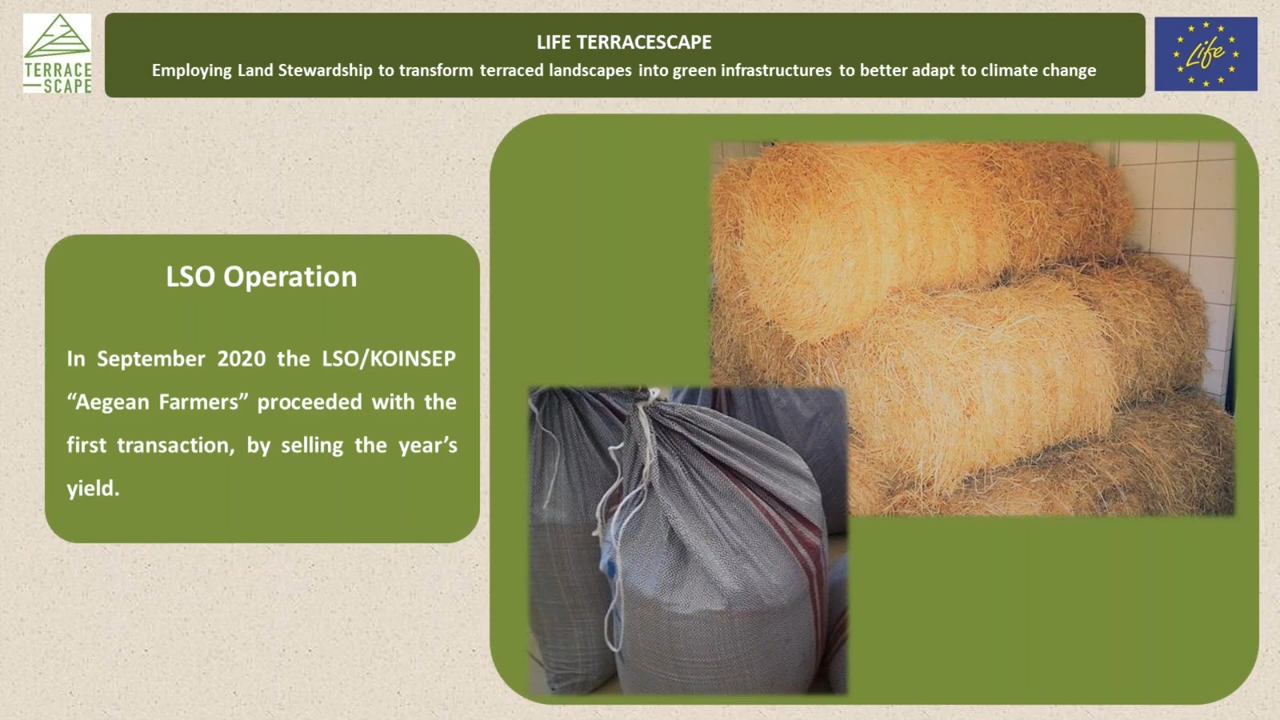 TERRACE
SCAPE
LIFE TERRACESCAPE
Employing Land Stewardship to transform terraced landscapes into green infrastructures to better adapt to climate change
Life
LSO Operation
In September 2020 the LSO/KOINSEP
“Aegean Farmers” proceeded with the
first transaction, by selling the year’s
yield.